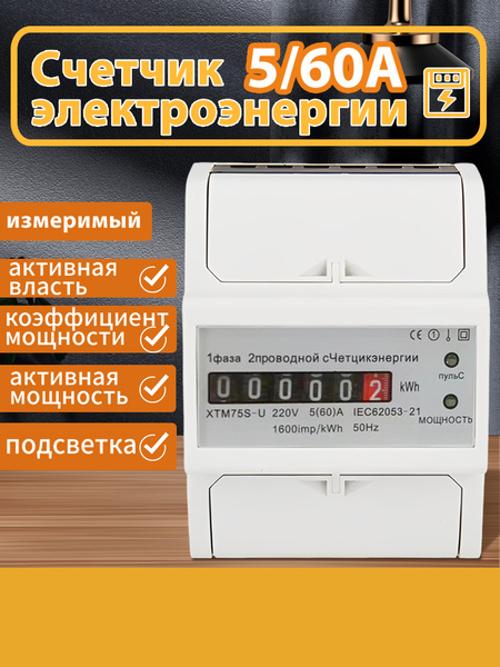 Счетчик 5/60А
электроэнергии
измеримый
активная
власть
коэффициент
мощности
активная
мощность
подсветка
CE
1фаза 2проводной сЧетцикэнергии
000002 kWh
пульС
XTM75S-U 220V 5(60)A IEC62053-21
1600imp/kWh 50Hz
МОЩНОСТЬ